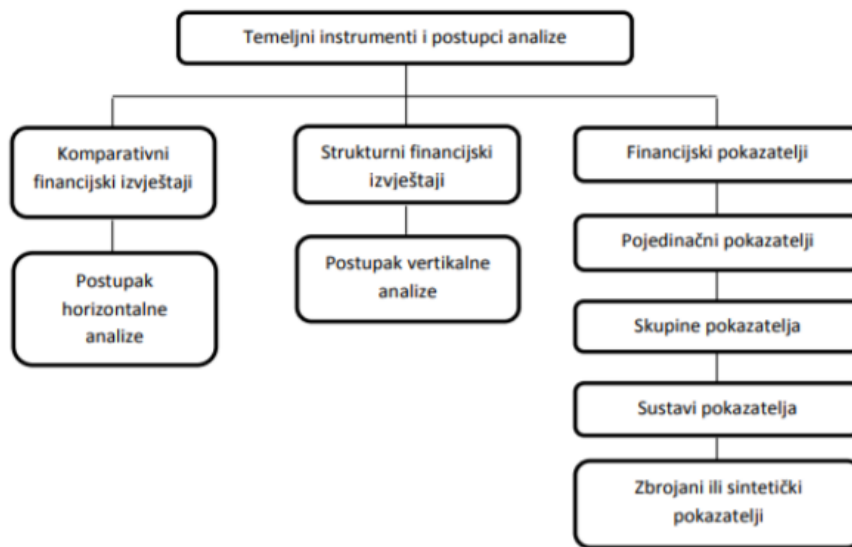 Temeljni instrumenti i postupci analize
Komparativni
financijski izvještaji
Strukturni financijski
izvještaji
Financijski pokazatelji
Postupak
horizontalne
analize
Postupak vertikalne
analize
Pojedinačni pokazatelji
Skupine pokazatelja
Sustavi pokazatelja
Zbrojani ili sintetički
pokazatelji